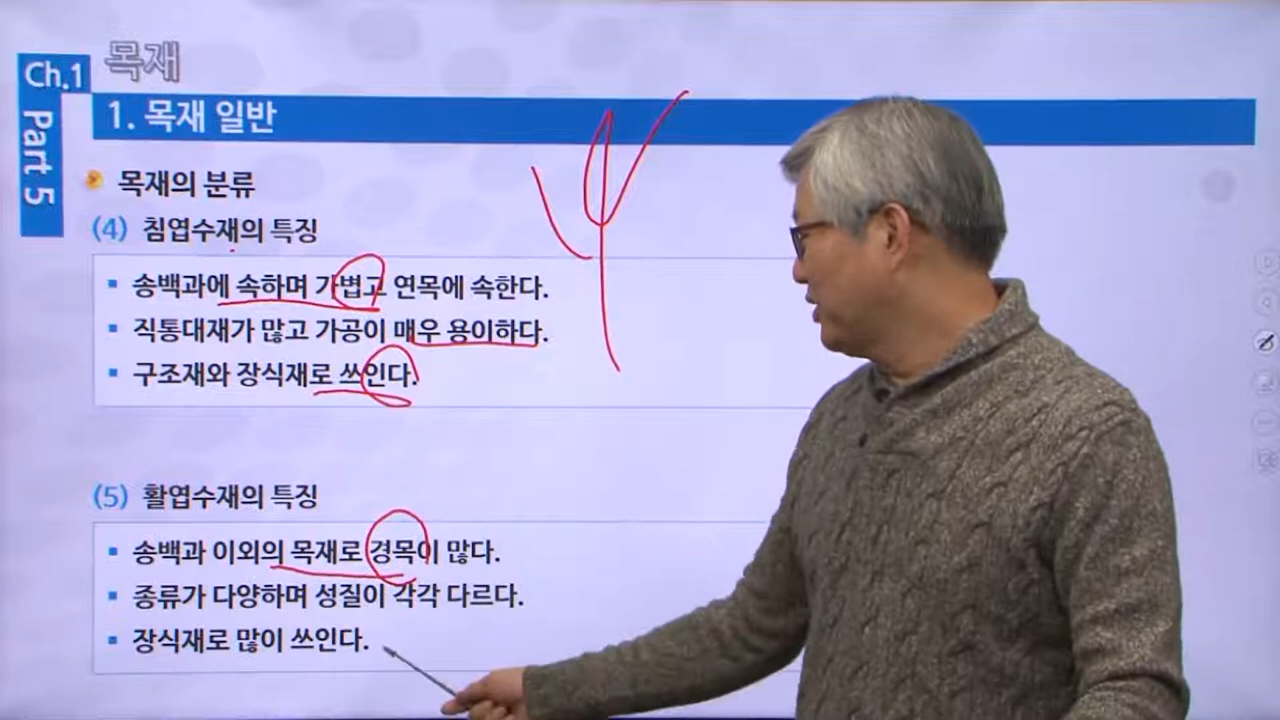 목재
Ch.1
Part 5
1. 목재 일반
목재의 분류
(4) 침엽수재의 특징
송백과에 속하며 가볍고 연목에 속한다.
직통대재가 많고 가공이 매우 용이하다.
구조재와 장식재로 쓰인다.
(5) 활엽수재의 특징
송백과 이외의 목재로 경목이 많다.
종류가 다양하며 성질이 각각 다르다.
장식재로 많이 쓰인다.